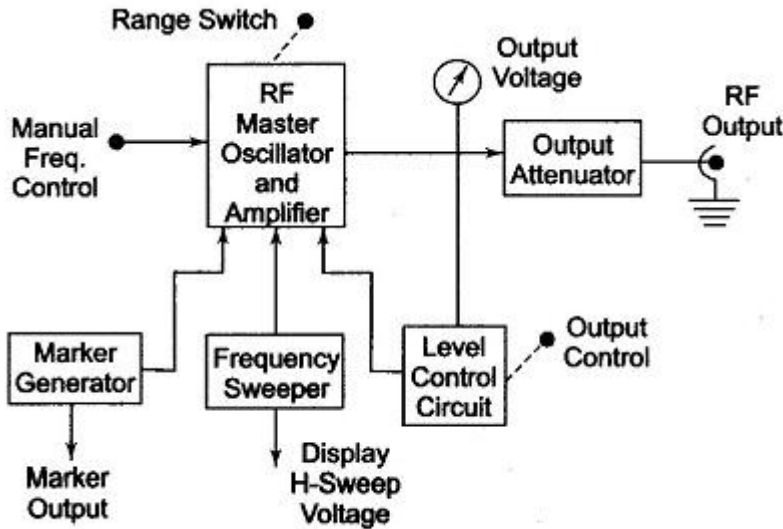 Range Switch
Output
Voltage
RF
Master
Oscillator
and
Amplifier
Manual
Freq.
Control
Output
Attenuator
RF
Output
Marker
Generator
Frequency
Sweeper
Level
Control
Circuit
Output
Control
Marker
Output
Display
H-Sweep
Voltage